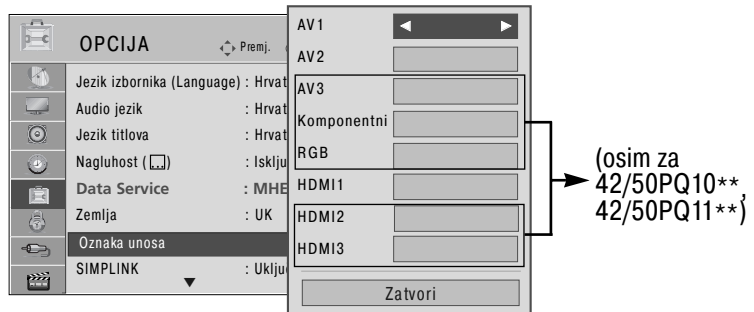 OPCIJA
Premj.
Jezik izbornika (Language) : Hrvat
Audio jezik : Hrvat
Jezik titlova : Hrvat
Nagluhost ( ) : Isklju
Data Service : MHE
Zemlja : UK
Oznaka unosa
SIMPLINK : Uklju
AV1
AV2
AV3
Komponentni
RGB
HDMI1
HDMI2
HDMI3
Zatvori
(osim za
42/50PQ10**,
42/50PQ11**)